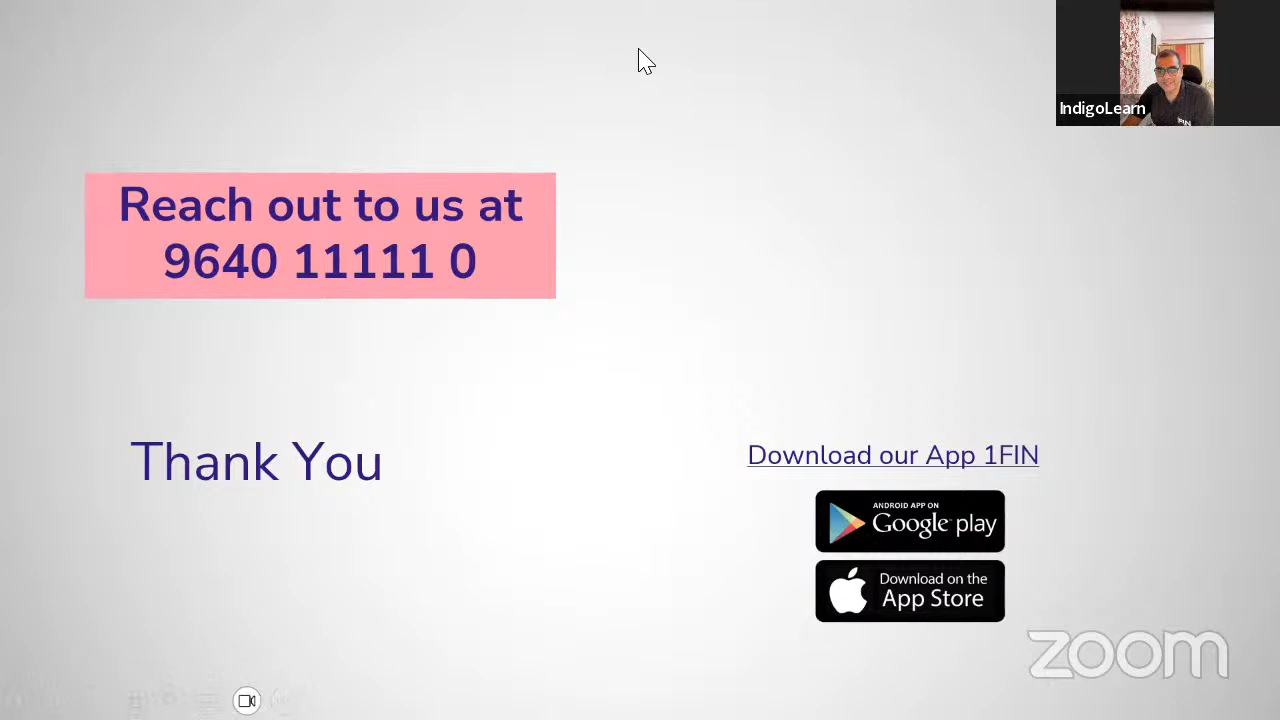 IndigoLearn
Reach out to us at
9640 11111 0
Thank You
Download our App 1FIN
ANDROID APP ON
Google play
Download on the
App Store
zoom